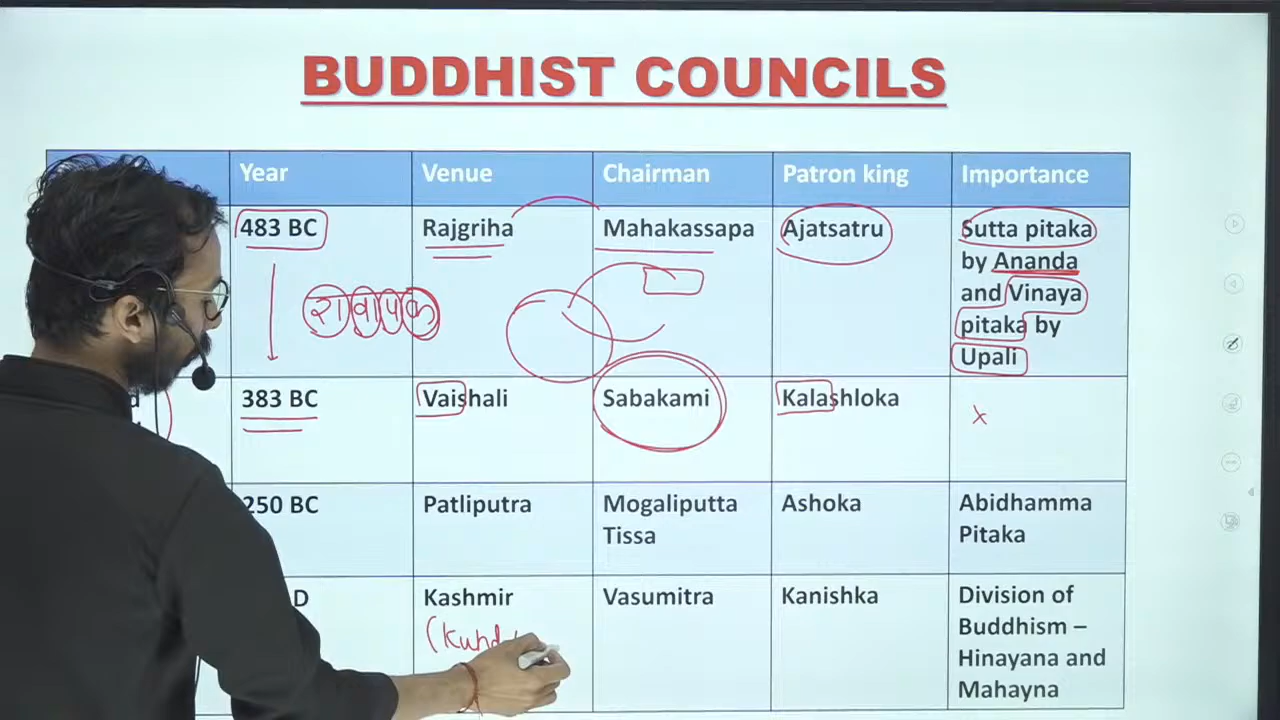 BUDDHIST COUNCILS
Year Venue Chairman Patron king Importance
483 BC Rajgriha Mahakassapa Ajatsatru Sutta pitaka
by Ananda
and Vinaya
pitaka by
Upali
रा वा प क
383 BC Vaishali Sabakami Kalashloka x
250 BC Patliputra Mogaliputta Ashoka Abidhamma
Tissa Pitaka
D Kashmir Vasumitra Kanishka Division of
Buddhism –
Hinayana and
Mahayna